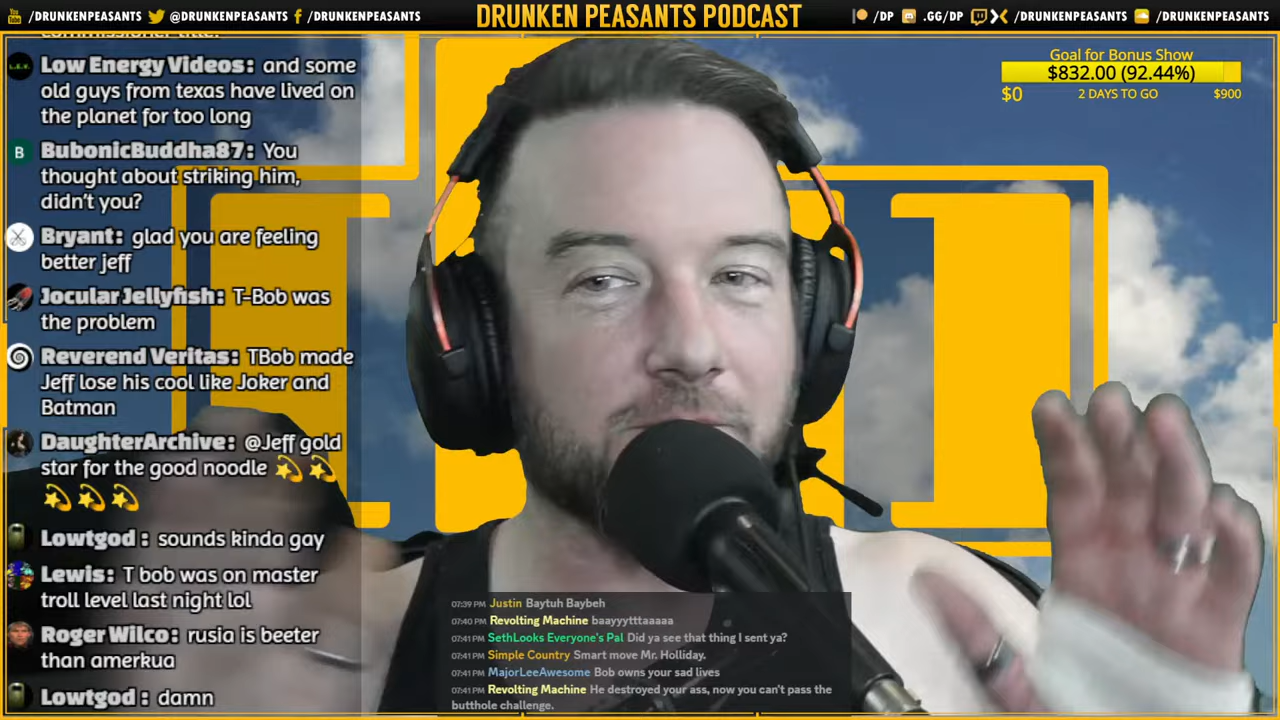 You Tube /DRUNKENPEASANTS @DRUNKENPEASANTS /DRUNKENPEASANTS
DRUNKEN PEASANTS PODCAST
/DP .GG/DP /DRUNKENPEASANTS /DRUNKENPEASANTS
Goal for Bonus Show
$832.00 (92.44%)
$0 2 DAYS TO GO $900
commissioner title.
Low Energy Videos: and some
old guys from texas have lived on
the planet for too long
B BubonicBuddha87: You
thought about striking him,
didn't you?
Bryant: glad you are feeling
better jeff
Jocular Jellyfish: T-Bob was
the problem
Reverend Veritas: TBob made
Jeff lose his cool like Joker and
Batman
DaughterArchive: @Jeff gold
star for the good noodle 💫💫
💫💫💫
Lowtgod : sounds kinda gay
Lewis: T bob was on master
troll level last night lol
Roger Wilco: rusia is beeter
than amerkua
Lowtgod : damn
07:39 PM Justin Baytuh Baybeh
07:40 PM Revolting Machine baayyytttaaaaa
07:41 PM SethLooks Everyone's Pal Did ya see that thing I sent ya?
07:41 PM Simple Country Smart move Mr. Holliday.
07:41 PM MajorLeeAwesome Bob owns your sad lives
07:41 PM Revolting Machine He destroyed your ass, now you can't pass the
butthole challenge.